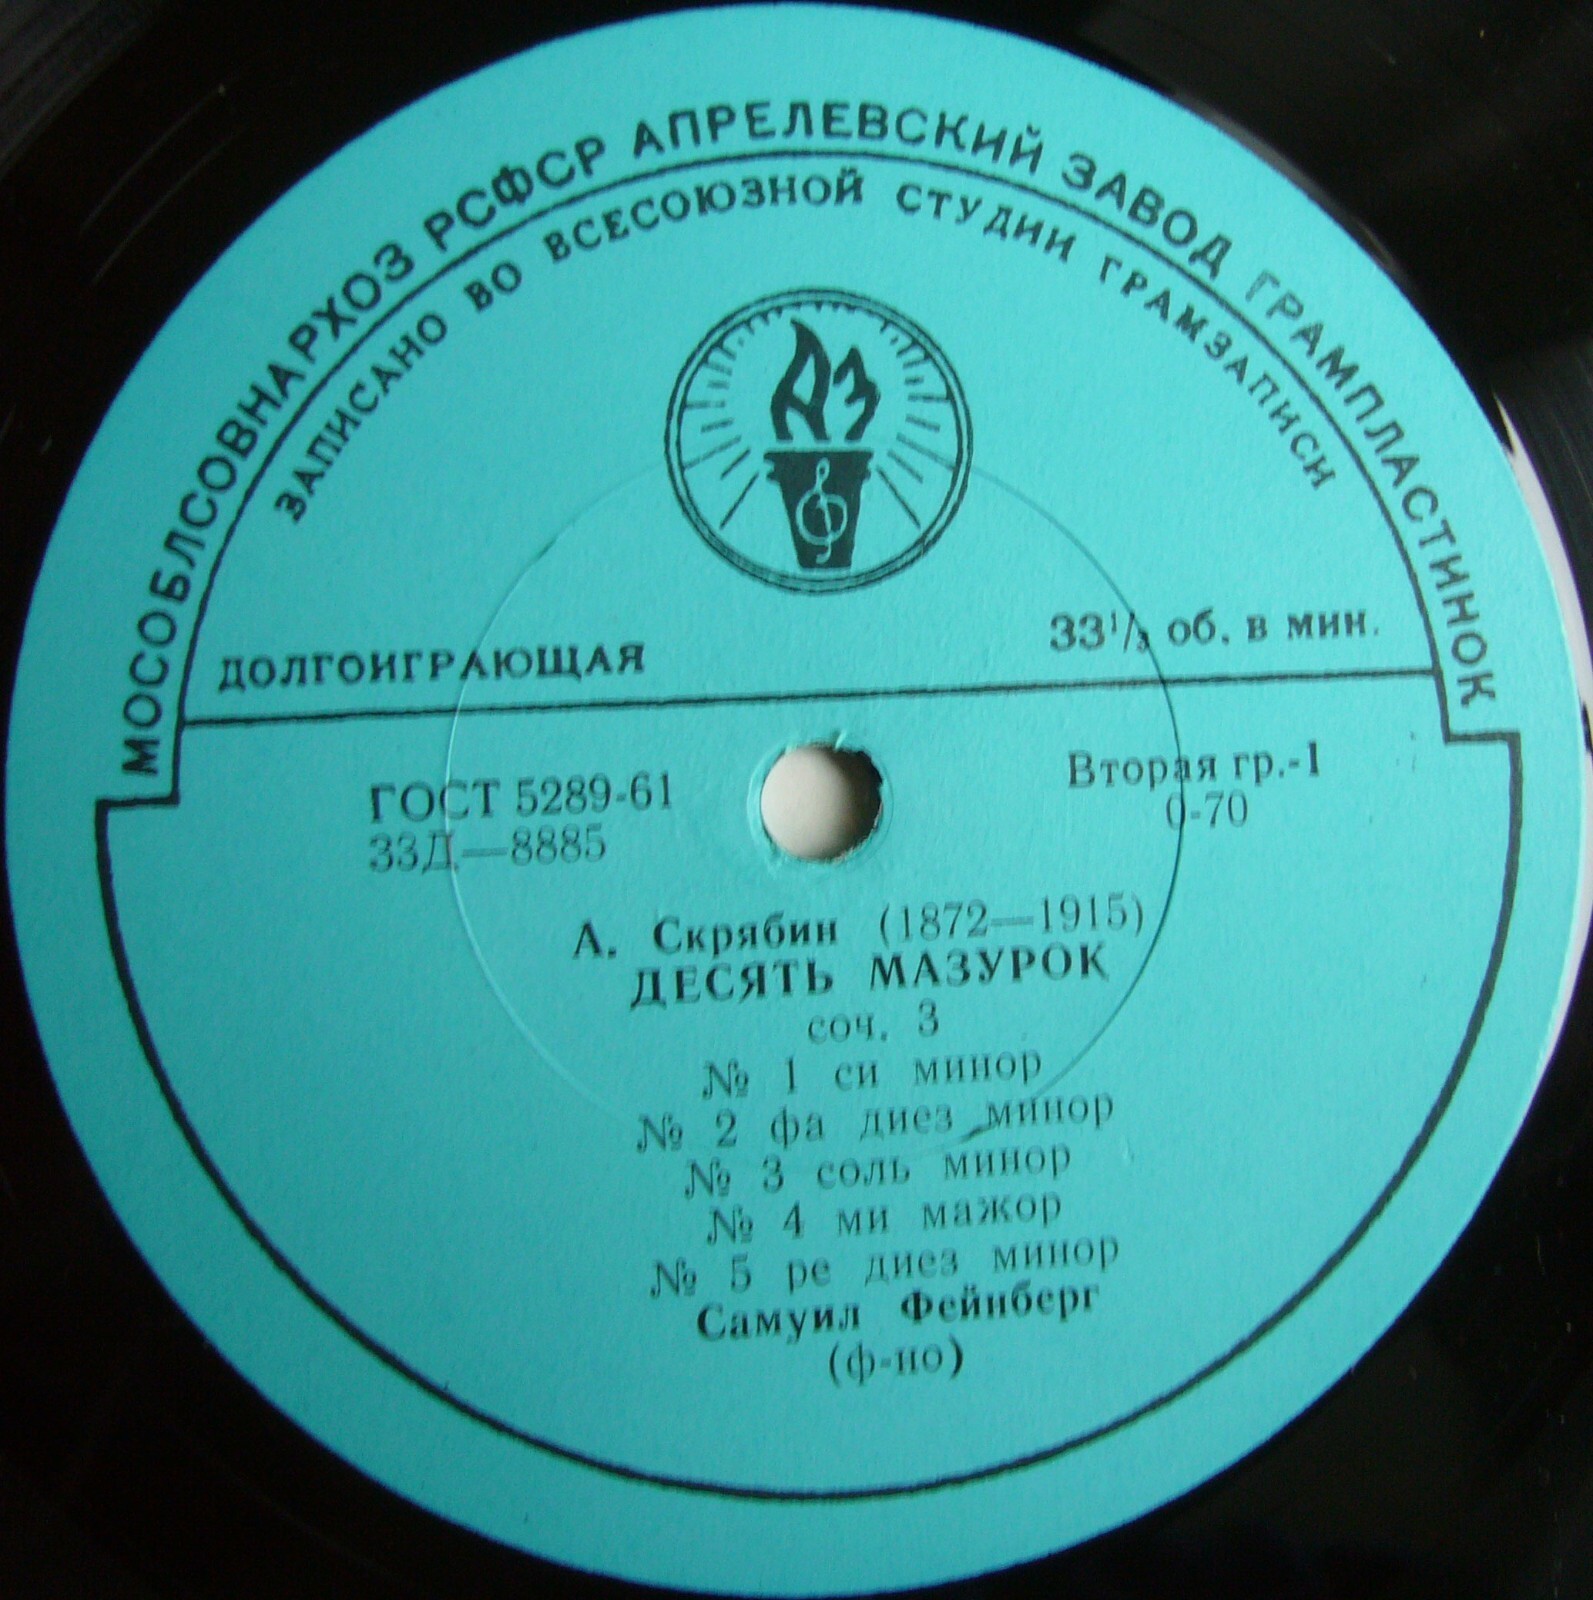 МОСОБЛСОВНАРХОЗ РСФСР АПРЕЛЕВСКИЙ ЗАВОД ГРАМПЛАСТИНОК
ЗАПИСАНО ВО ВСЕСОЮЗНОЙ СТУДИИ ГРАМЗАПИСИ
АЗ
ДОЛГОИГРАЮЩАЯ
33⅓ об. в мин.
ГОСТ 5289-61
33Д—8885
Вторая гр.-1
0-70
А. Скрябин (1872—1915)
ДЕСЯТЬ МАЗУРОК
соч. 3
№ 1 си минор
№ 2 фа диез минор
№ 3 соль минор
№ 4 ми мажор
№ 5 ре диез минор
Самуил Фейнберг
(ф-но)